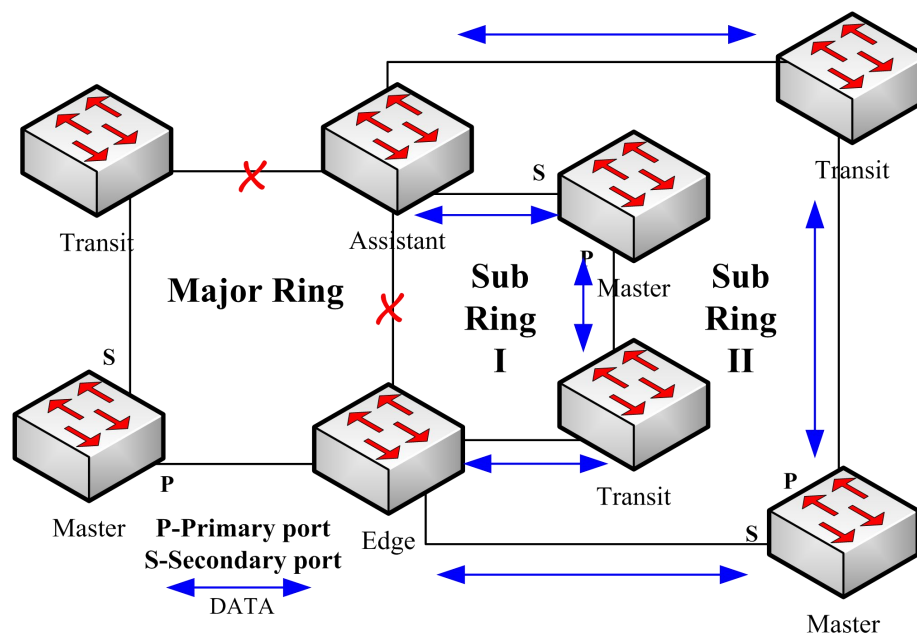 Transit
S
Transit
Assistant
Major Ring
Sub
Ring
I
P
Master
Sub
Ring
II
S
P
Master
P-Primary port
S-Secondary port
DATA
Edge
Transit
P
S
Master